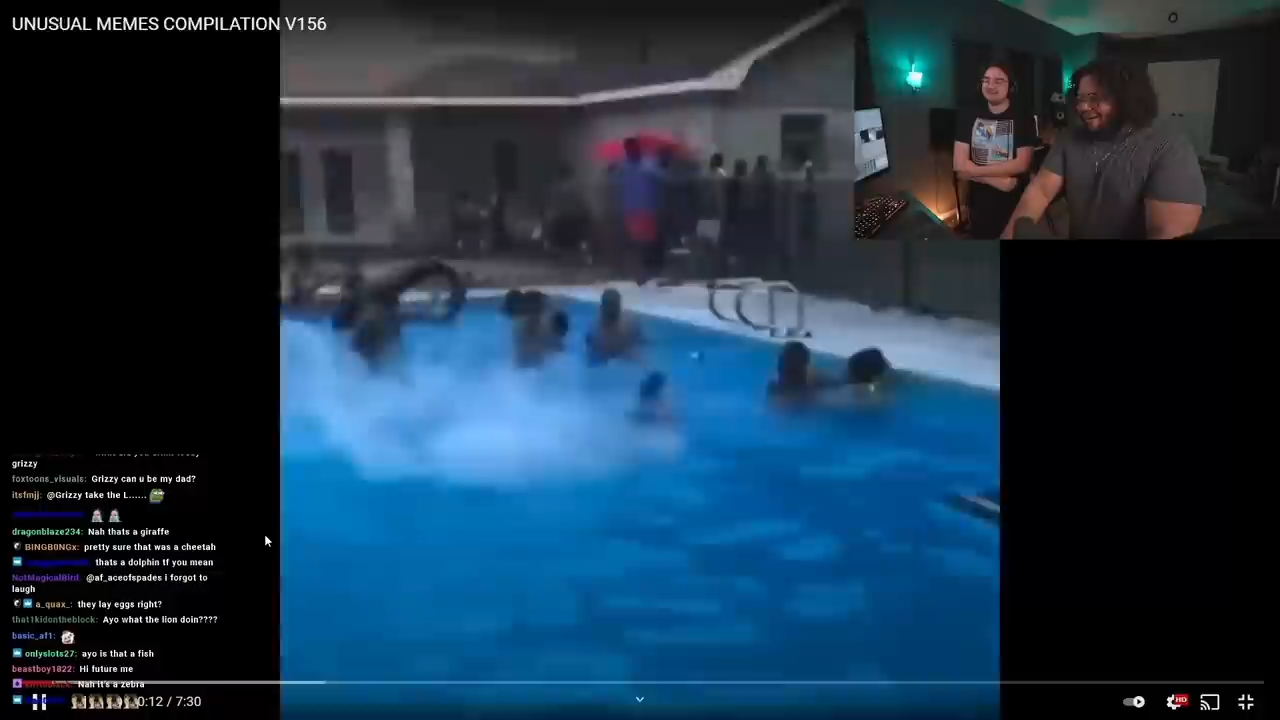 UNUSUAL MEMES COMPILATION V156
grizzy
foxtoons_visuals: Grizzy can u be my dad?
itsfmjj: @Grizzy take the L......
dragonblaze234: Nah thats a giraffe
BINGB0NGx: pretty sure that was a cheetah
thats a dolphin tf you mean
NotMagicalBird: @af_aceofspades i forgot to
laugh
a_quax_: they lay eggs right?
that1kidontheblock: Ayo what the lion doin????
basic_af1:
onlyslots27: ayo is that a fish
beastboy1822: Hi future me
Nah it's a zebra
0:12 / 7:30
HD